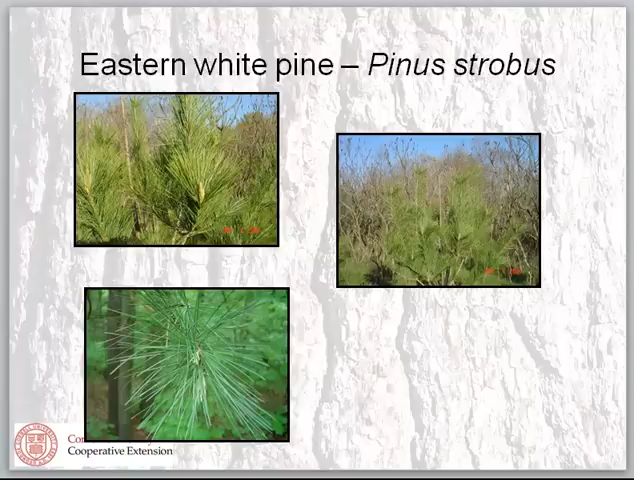 Eastern white pine – Pinus strobus
Cooperative Extension